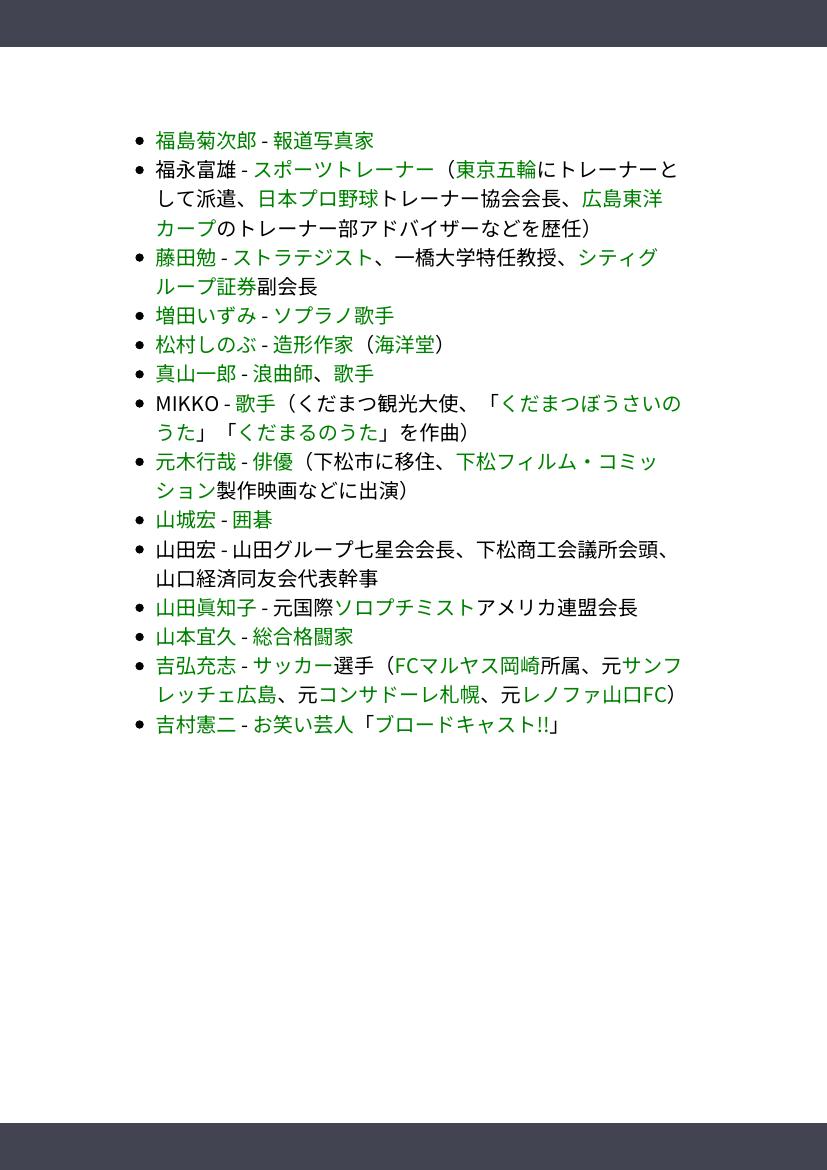 福島菊次郎 - 報道写真家
福永富雄 - スポーツトレーナー（東京五輪にトレーナーと
して派遣、日本プロ野球トレーナー協会会長、広島東洋
カープのトレーナー部アドバイザーなどを歴任）
藤田勉 - ストラテジスト、一橋大学特任教授、シティグ
ループ証券副会長
増田いずみ - ソプラノ歌手
松村しのぶ - 造形作家（海洋堂）
真山一郎 - 浪曲師、歌手
MIKKO - 歌手（くだまつ観光大使、「くだまつぼうさいの
うた」「くだまるのうた」を作曲）
元木行哉 - 俳優（下松市に移住、下松フィルム・コミッ
ション製作映画などに出演）
山城宏 - 囲碁
山田宏 - 山田グループ七星会会長、下松商工会議所会頭、
山口経済同友会代表幹事
山田眞知子 - 元国際ソロプチミストアメリカ連盟会長
山本宜久 - 総合格闘家
吉弘充志 - サッカー選手（FCマルヤス岡崎所属、元サンフ
レッチェ広島、元コンサドーレ札幌、元レノファ山口FC）
吉村憲二 - お笑い芸人「ブロードキャスト!!」